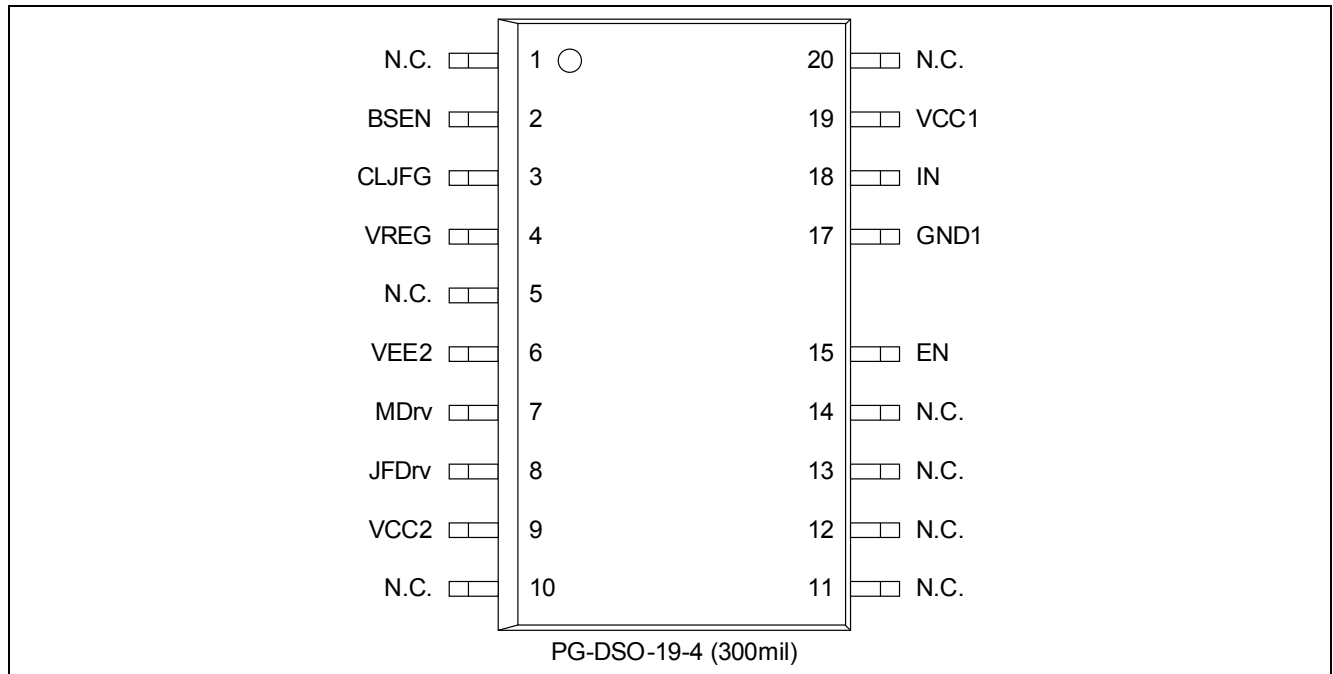 N.C. 1 20 N.C.
BSEN 2 19 VCC1
CLJFG 3 18 IN
VREG 4 17 GND1
N.C. 5
VEE2 6 15 EN
MDrv 7 14 N.C.
JFDrv 8 13 N.C.
VCC2 9 12 N.C.
N.C. 10 11 N.C.
PG-DSO-19-4 (300mil)